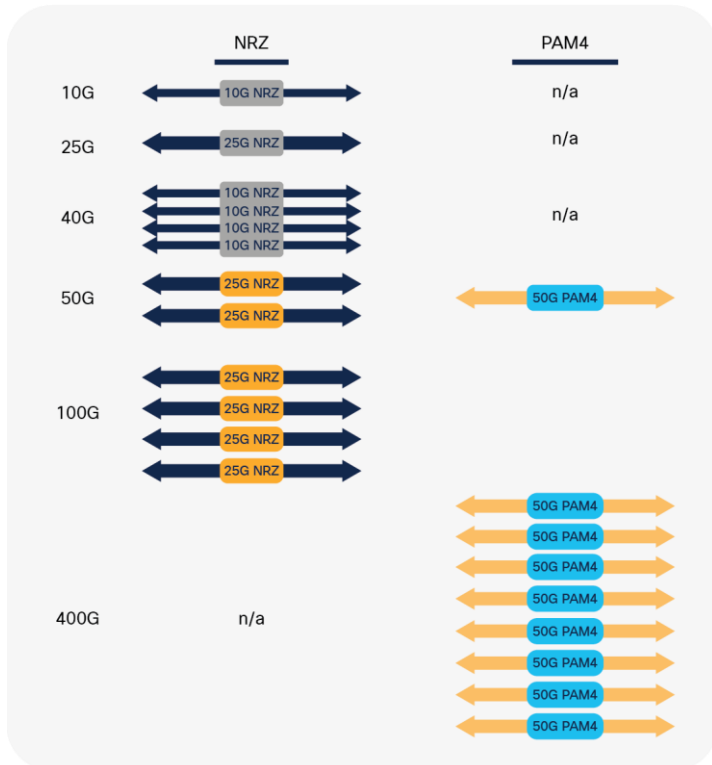 NRZ PAM4
10G 10G NRZ n/a
25G 25G NRZ n/a
40G 10G NRZ n/a
10G NRZ
10G NRZ
10G NRZ
50G 25G NRZ 50G PAM4
25G NRZ
100G 25G NRZ
25G NRZ
25G NRZ
25G NRZ
400G n/a 50G PAM4
50G PAM4
50G PAM4
50G PAM4
50G PAM4
50G PAM4
50G PAM4
50G PAM4